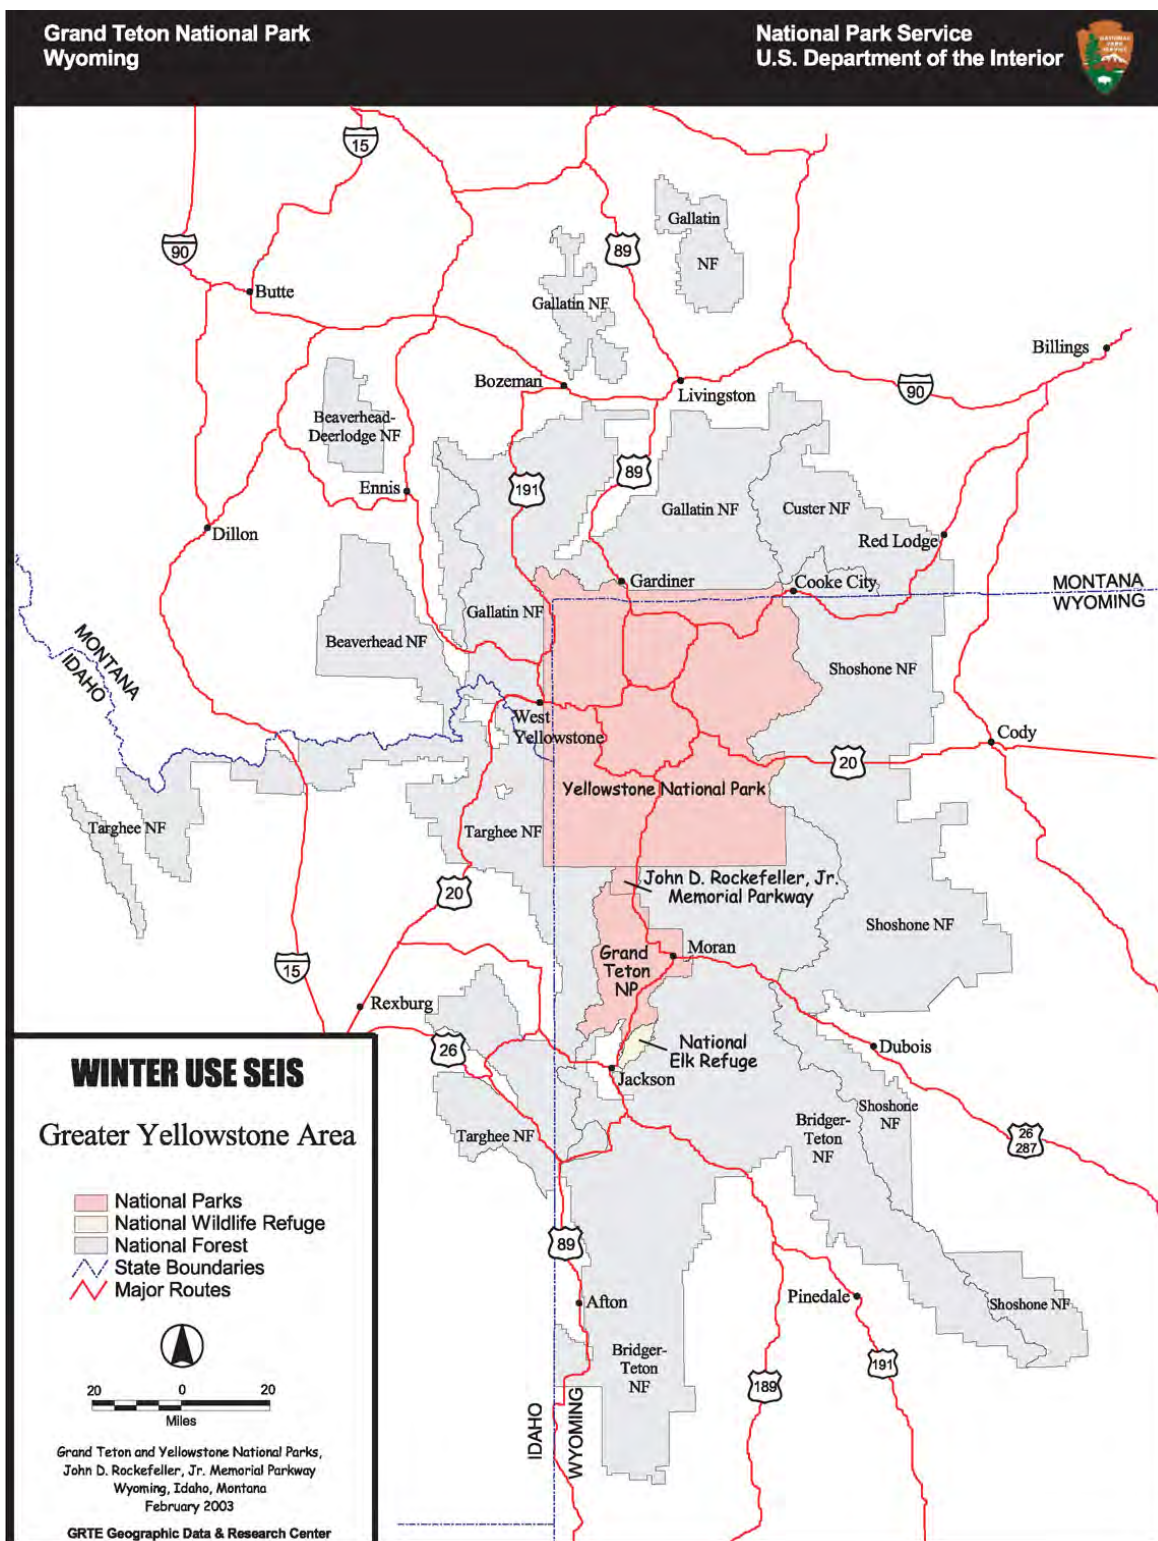 Grand Teton National Park
Wyoming
National Park Service
U.S. Department of the Interior
NATIONAL
PARK
SERVICE
15
90
89
Gallatin
NF
Butte
Gallatin NF
Billings
Bozeman
Livingston
90
Beaverhead-
Deerlodge NF
89
191
Ennis
Gallatin NF
Custer NF
Dillon
Red Lodge
Gardiner
Cooke City
MONTANA
WYOMING
Gallatin NF
MONTANA
IDAHO
Beaverhead NF
Shoshone NF
West
Yellowstone
Cody
20
Yellowstone National Park
Targhee NF
Targhee NF
John D. Rockefeller, Jr.
Memorial Parkway
20
Shoshone NF
Moran
Grand
Teton
NP
15
Rexburg
26
National
Elk Refuge
Dubois
Jackson
Shoshone
NF
Bridger-
Teton
NF
Targhee NF
26
287
89
Afton
Pinedale
Shoshone NF
Bridger-
Teton
NF
191
189
IDAHO
WYOMING
WINTER USE SEIS
Greater Yellowstone Area
National Parks
National Wildlife Refuge
National Forest
State Boundaries
Major Routes
20 0 20
Miles
Grand Teton and Yellowstone National Parks,
John D. Rockefeller, Jr. Memorial Parkway
Wyoming, Idaho, Montana
February 2003
GRTE Geographic Data & Research Center